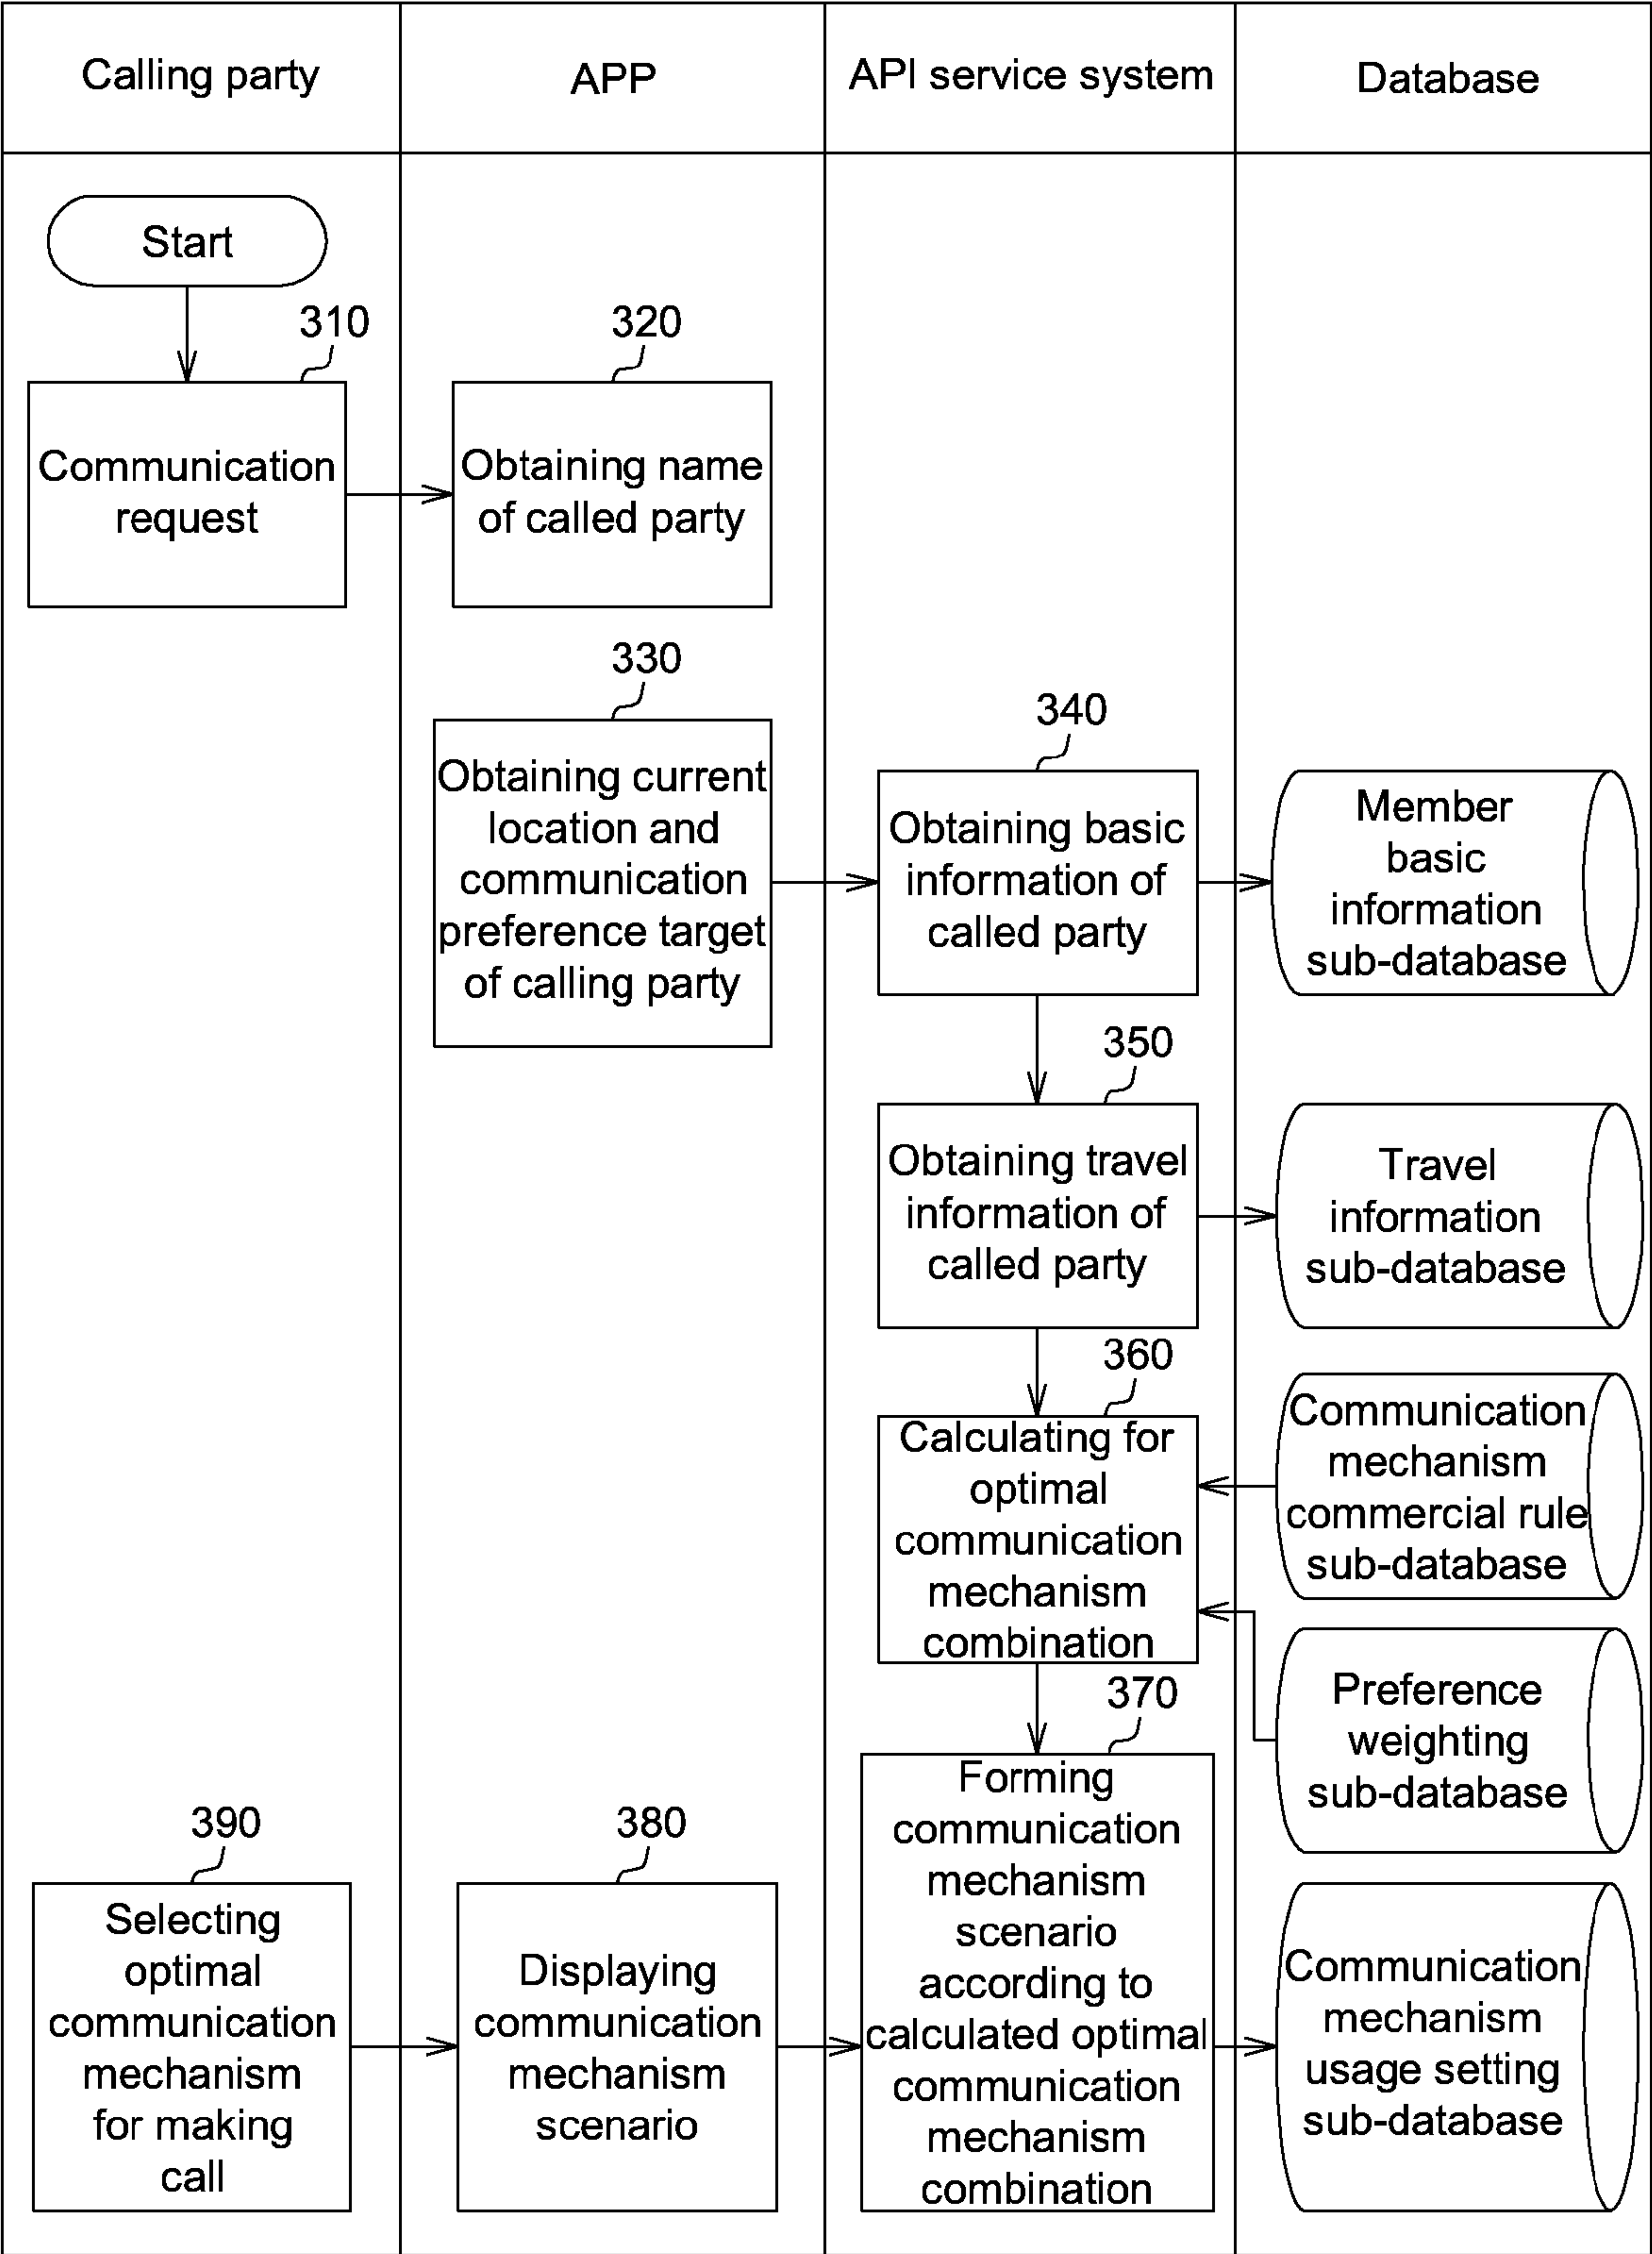 Calling party
APP
API service system
Database
Start
310
Communication
request
320
Obtaining name
of called party
330
Obtaining current
location and
communication
preference target
of calling party
340
Obtaining basic
information of
called party
Member
basic
information
sub-database
350
Obtaining travel
information of
called party
Travel
information
sub-database
360
Calculating for
optimal
communication
mechanism
combination
Communication
mechanism
commercial rule
sub-database
Preference
weighting
sub-database
370
Forming
communication
mechanism
scenario
according to
calculated optimal
communication
mechanism
combination
Communication
mechanism
usage setting
sub-database
380
Displaying
communication
mechanism
scenario
390
Selecting
optimal
communication
mechanism
for making
call